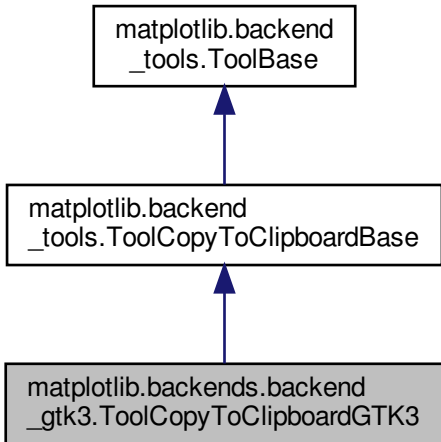 matplotlib.backend
_tools.ToolBase
matplotlib.backend
_tools.ToolCopyToClipboardBase
matplotlib.backends.backend
_gtk3.ToolCopyToClipboardGTK3